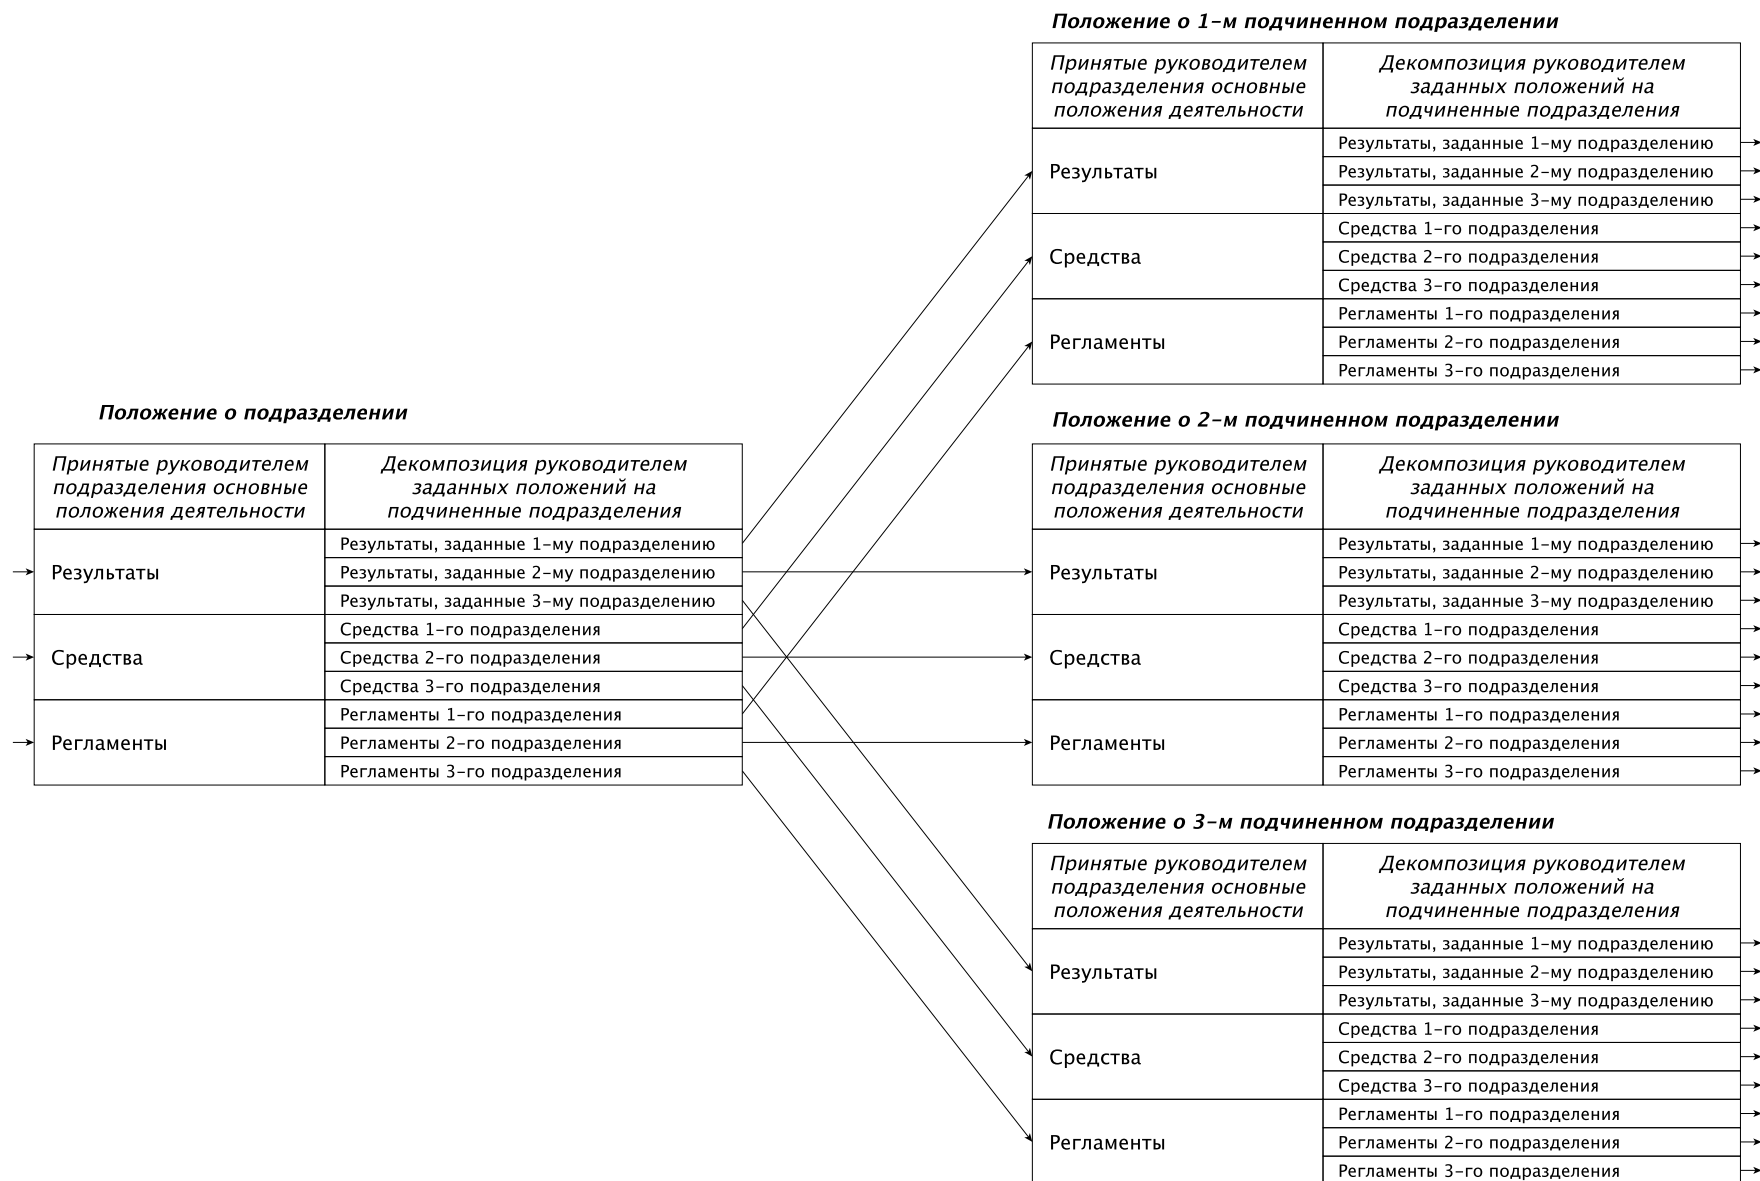 Положение о 1-м подчиненном подразделении
Принятые руководителем
подразделения основные
положения деятельности
Декомпозиция руководителем
заданных положений на
подчиненные подразделения
Результаты
Результаты, заданные 1-му подразделению
Результаты, заданные 2-му подразделению
Результаты, заданные 3-му подразделению
Средства
Средства 1-го подразделения
Средства 2-го подразделения
Средства 3-го подразделения
Регламенты
Регламенты 1-го подразделения
Регламенты 2-го подразделения
Регламенты 3-го подразделения
Положение о подразделении
Принятые руководителем
подразделения основные
положения деятельности
Декомпозиция руководителем
заданных положений на
подчиненные подразделения
Результаты
Результаты, заданные 1-му подразделению
Результаты, заданные 2-му подразделению
Результаты, заданные 3-му подразделению
Средства
Средства 1-го подразделения
Средства 2-го подразделения
Средства 3-го подразделения
Регламенты
Регламенты 1-го подразделения
Регламенты 2-го подразделения
Регламенты 3-го подразделения
Положение о 2-м подчиненном подразделении
Принятые руководителем
подразделения основные
положения деятельности
Декомпозиция руководителем
заданных положений на
подчиненные подразделения
Результаты
Результаты, заданные 1-му подразделению
Результаты, заданные 2-му подразделению
Результаты, заданные 3-му подразделению
Средства
Средства 1-го подразделения
Средства 2-го подразделения
Средства 3-го подразделения
Регламенты
Регламенты 1-го подразделения
Регламенты 2-го подразделения
Регламенты 3-го подразделения
Положение о 3-м подчиненном подразделении
Принятые руководителем
подразделения основные
положения деятельности
Декомпозиция руководителем
заданных положений на
подчиненные подразделения
Результаты
Результаты, заданные 1-му подразделению
Результаты, заданные 2-му подразделению
Результаты, заданные 3-му подразделению
Средства
Средства 1-го подразделения
Средства 2-го подразделения
Средства 3-го подразделения
Регламенты
Регламенты 1-го подразделения
Регламенты 2-го подразделения
Регламенты 3-го подразделения